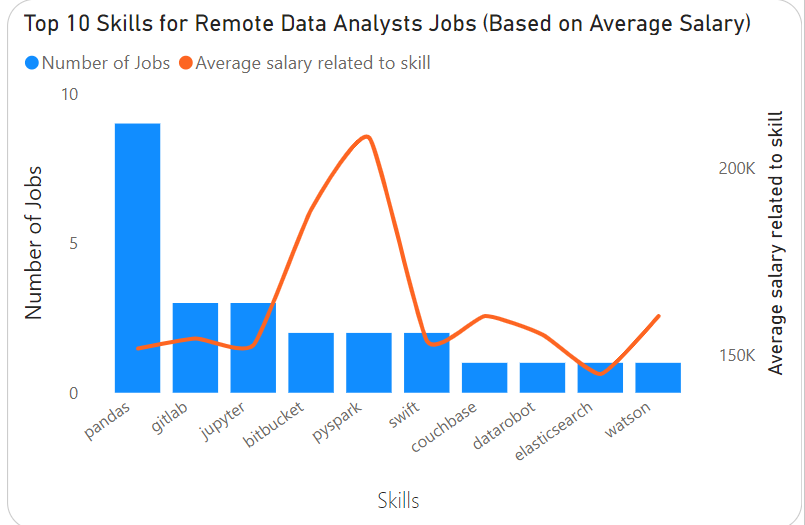 Top 10 Skills for Remote Data Analysts Jobs (Based on Average Salary)
Number of Jobs Average salary related to skill
10
5
0
Number of Jobs
200K
150K
Average salary related to skill
pandas
gitlab
jupyter
bitbucket
pyspark
swift
couchbase
datarobot
elasticsearch
watson
Skills